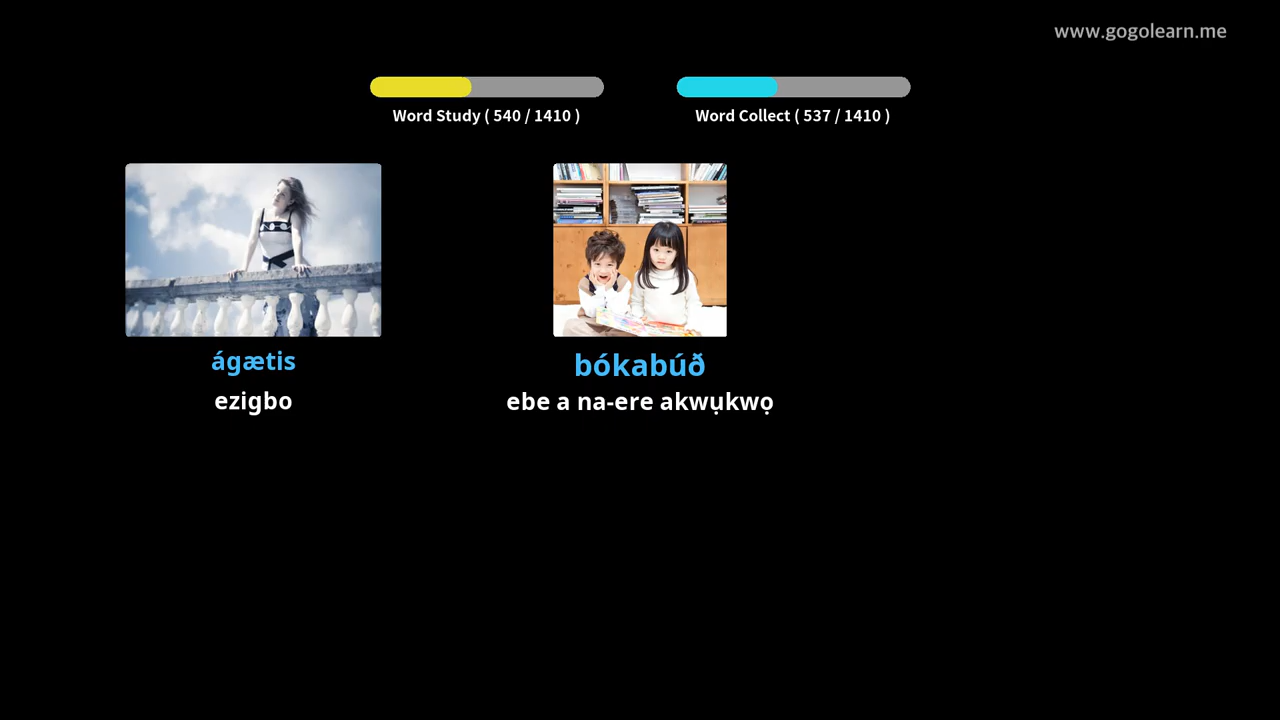 www.gogolearn.me
Word Study ( 540 / 1410 )
Word Collect ( 537 / 1410 )
ágætis
ezigbo
bókabúð
ebe a na-ere akwụkwọ